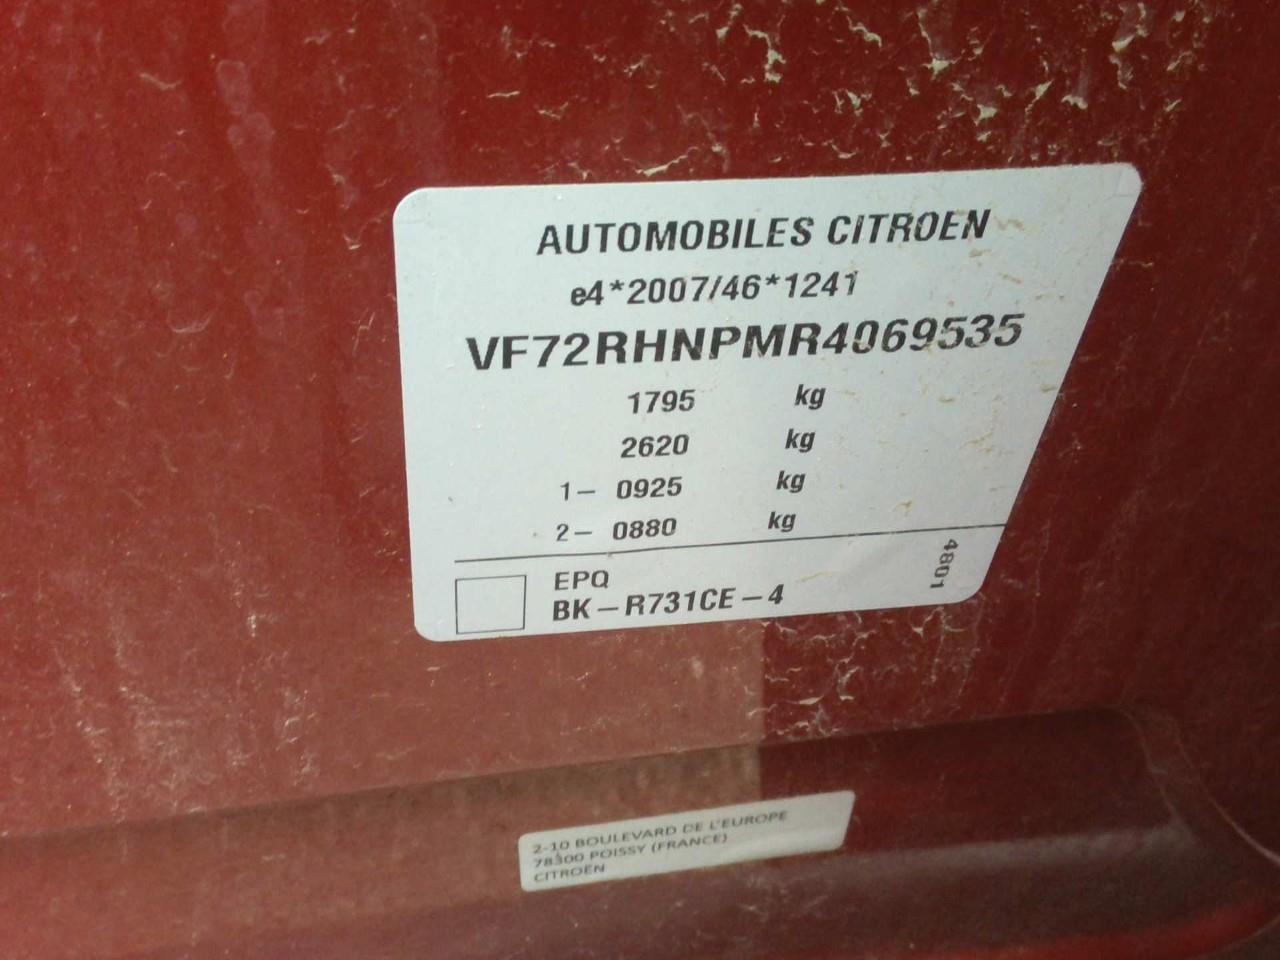 AUTOMOBILES CITROEN
e4*2007/46*1241
VF72RHNPMR4069535
1795 kg
2620 kg
1– 0925 kg
2– 0880 kg
EPQ
BK–R731CE–4
4801
2-10 BOULEVARD DE L'EUROPE
78300 POISSY (FRANCE)
CITROËN